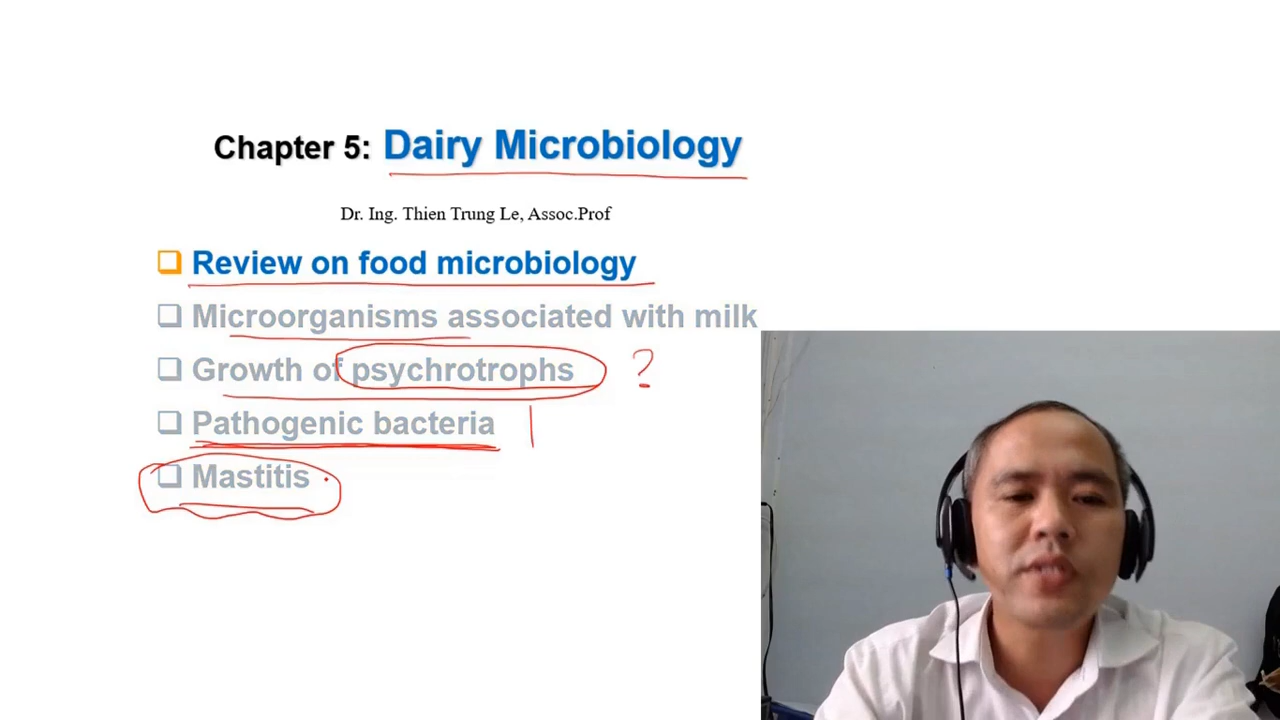 Chapter 5: Dairy Microbiology
Dr. Ing. Thien Trung Le, Assoc.Prof
Review on food microbiology
Microorganisms associated with milk
Growth of psychrotrophs ?
Pathogenic bacteria
Mastitis